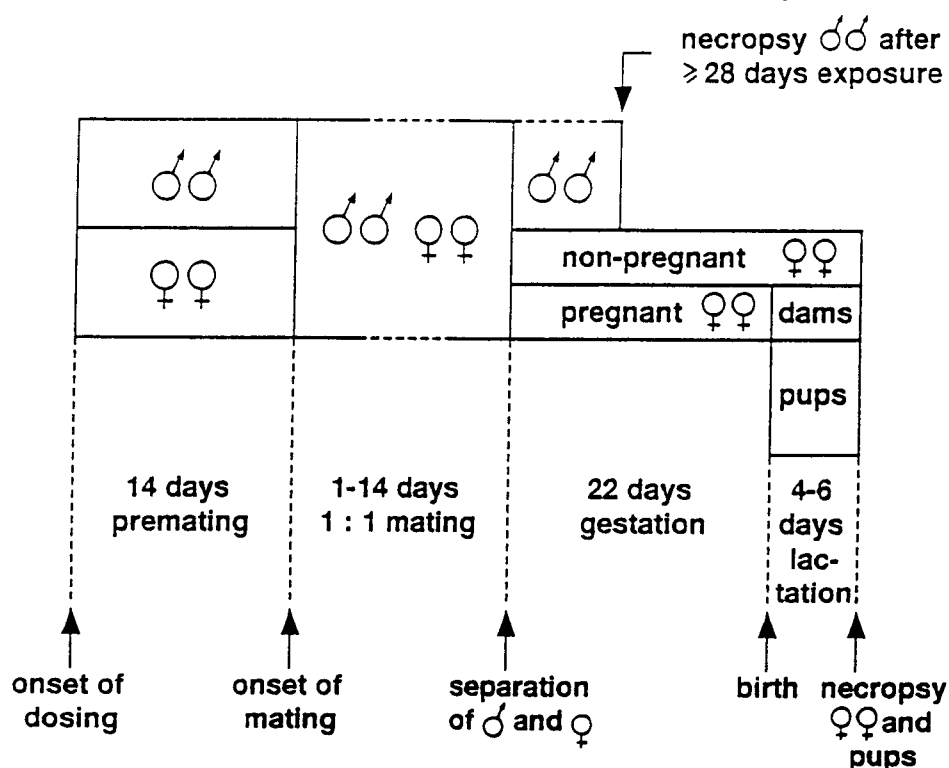 necropsy ♂♂ after
≥ 28 days exposure
♂♂
♀♀
♂♂ ♀♀
♂♂
non-pregnant ♀♀
pregnant ♀♀
dams
pups
14 days
premating
1-14 days
1 : 1 mating
22 days
gestation
4-6
days
lac-
tation
onset of
dosing
onset of
mating
separation
of ♂ and ♀
birth
necropsy
♀♀ and
pups